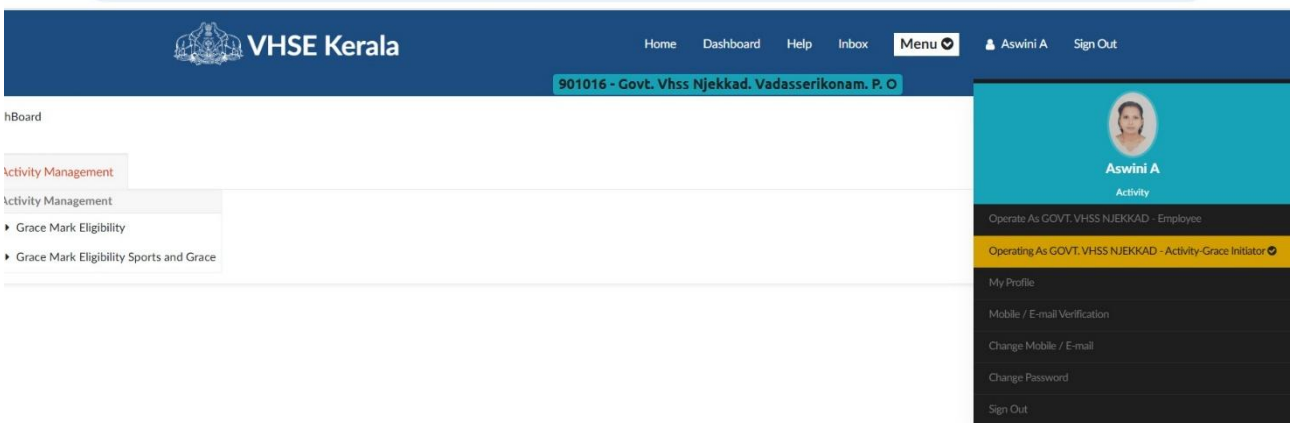 VHSE Kerala
Home Dashboard Help Inbox Menu Aswini A Sign Out
901016 - Govt. Vhss Njekkad. Vadasserikonam. P. O
hBoard
Activity Management
Activity Management
Grace Mark Eligibility
Grace Mark Eligibility Sports and Grace
Aswini A
Activity
Operate As GOVT. VHSS NJEKKAD - Employee
Operating As GOVT. VHSS NJEKKAD - Activity-Grace Initiator
My Profile
Mobile / E-mail Verification
Change Mobile / E-mail
Change Password
Sign Out